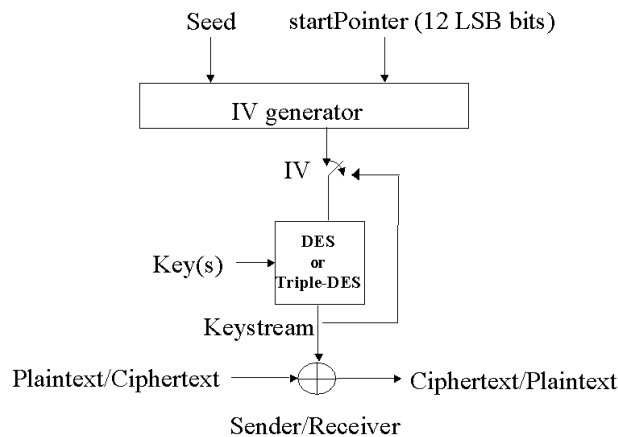 Seed startPointer (12 LSB bits)
IV generator
IV
DES
or
Triple-DES
Key(s)
Keystream
Plaintext/Ciphertext Ciphertext/Plaintext
Sender/Receiver